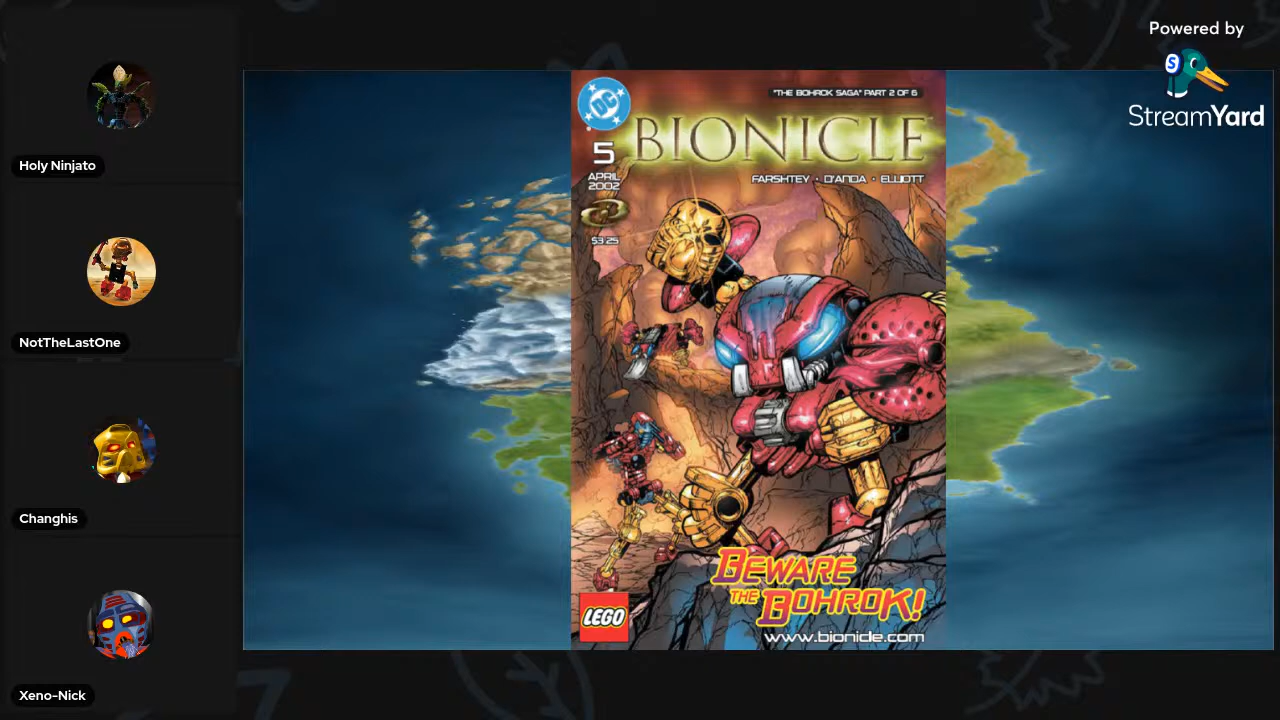 Powered by
S
StreamYard
Holy Ninjato
NotTheLastOne
Changhis
Xeno-Nick
DC
"THE BOHROK SAGA" PART 2 OF 6
BIONICLE
5
APRIL
2002
FARSHTEY • D'ANDA • ELLIOTT
$3.25
BEWARE
THE BOHROK!
LEGO
www.bionicle.com